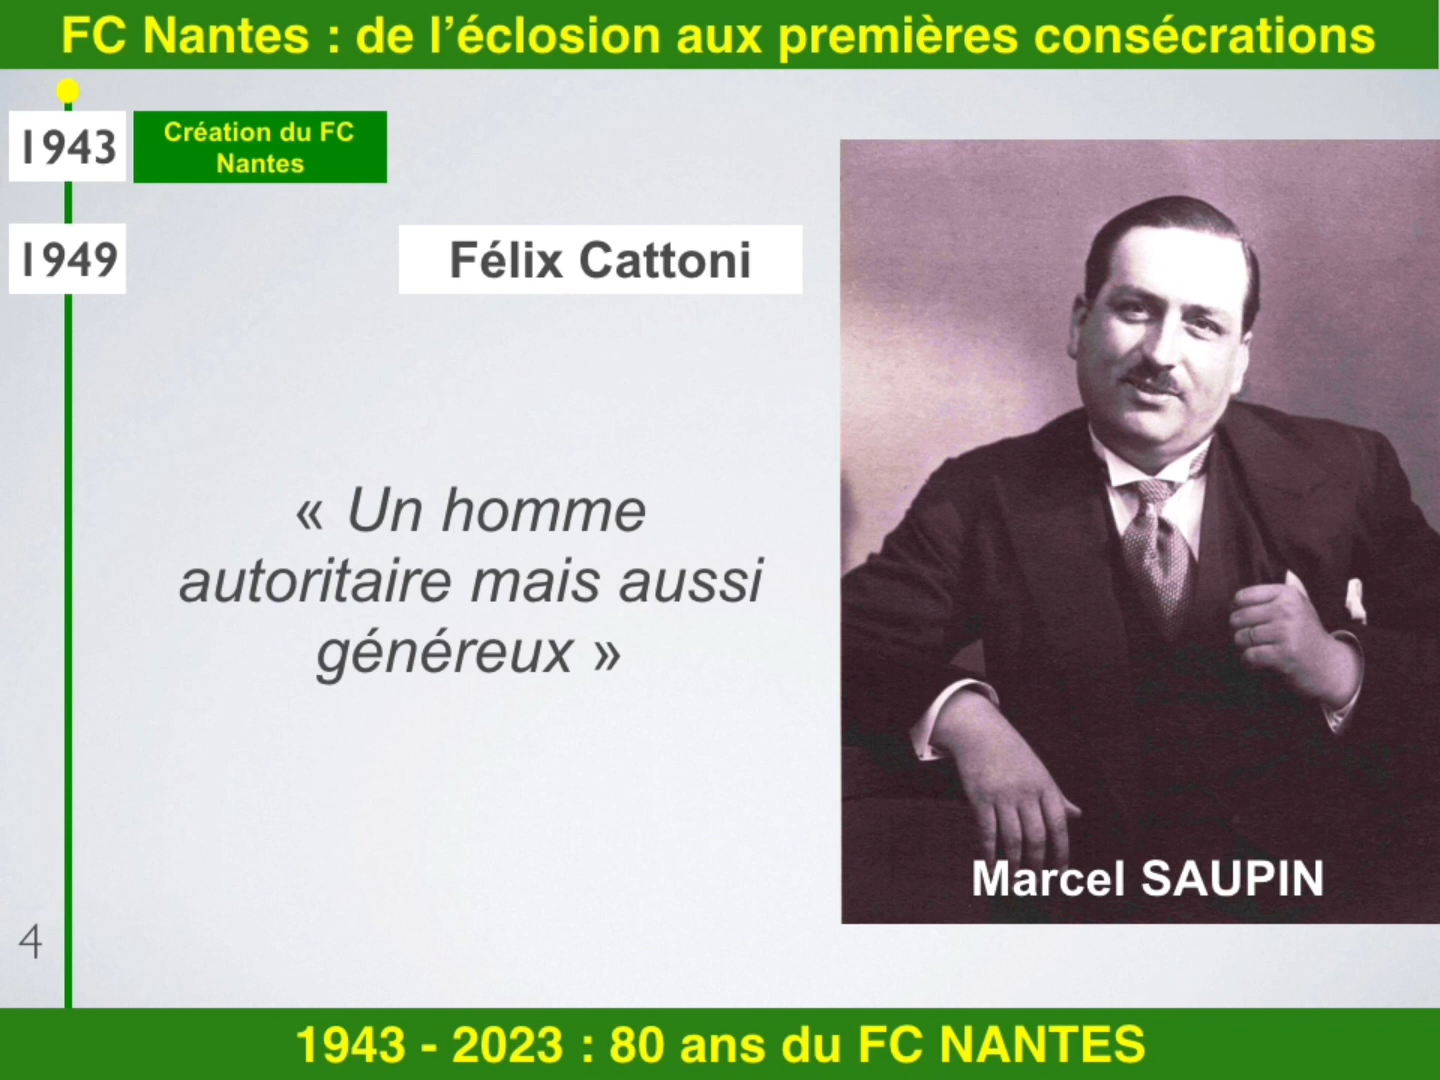 FC Nantes : de l’éclosion aux premières consécrations
1943
Création du FC
Nantes
1949
Félix Cattoni
« Un homme
autoritaire mais aussi
généreux »
Marcel SAUPIN
4
1943 - 2023 : 80 ans du FC NANTES